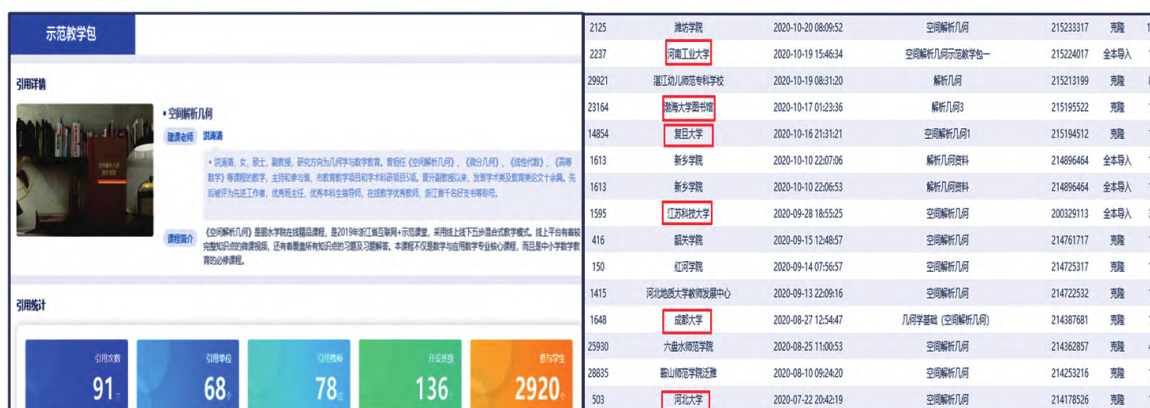 示范教学包
引用详情
• 空间解析几何
建课老师 洪涛清
• 洪涛清，女，硕士，副教授，研究方向为几何学与数学教育。曾担任《空间解析几何》、《微分几何》、《线性代数》、《高等
数学》等课程的教学，主持和参与省、市教育教学项目和学术科研项目5项。晋升副教授以来，发表学术类及教育类论文十余篇。先
后被评为先进工作者，优秀班主任，优秀本科生指导师，在线教学优秀教师，浙江省千名好支书等称号。
课程简介 《空间解析几何》是丽水学院在线精品课程，是2019年浙江省互联网+示范课堂，采用线上线下五步混合式教学模式。线上平台有着较
完整知识点的微课视频，还有着覆盖所有知识点的习题及习题解答。本课程不仅是数学与应用数学专业核心课程，而且是中小学数学教
育的必修课程。
引用统计
引用次数 引用单位 引用教师 开设班级 参与学生
91次 68个 78位 136个 2920个
2125 潍坊学院 2020-10-20 08:09:52 空间解析几何 215233317 克隆 1
2237 河南工业大学 2020-10-19 15:46:34 空间解析几何示范教学包一 215224017 全本导入
29921 湛江幼儿师范专科学校 2020-10-19 08:31:20 解析几何 215213199 克隆
23164 渤海大学图书馆 2020-10-17 01:23:36 解析几何3 215195522 克隆
14854 复旦大学 2020-10-16 21:31:21 空间解析几何1 215194512 克隆
1613 新乡学院 2020-10-10 22:07:06 解析几何资料 214896464 全本导入
1613 新乡学院 2020-10-10 22:06:53 解析几何资料 214896464 全本导入
1595 江苏科技大学 2020-09-28 18:55:25 空间解析几何 200329113 全本导入
416 韶关学院 2020-09-15 12:48:57 空间解析几何 214761717 克隆
150 红河学院 2020-09-14 07:56:57 空间解析几何 214725317 克隆
1415 河北地质大学教师发展中心 2020-09-13 22:09:16 空间解析几何 214722532 克隆
1648 成都大学 2020-08-27 12:54:47 几何学基础（空间解析几何） 214387681 克隆
25930 六盘水师范学院 2020-08-25 11:00:53 空间解析几何 214362857 克隆
28835 鞍山师范学院泛雅 2020-08-10 09:24:20 空间解析几何 214253216 克隆
503 河北大学 2020-07-22 20:42:19 空间解析几何 214178526 克隆